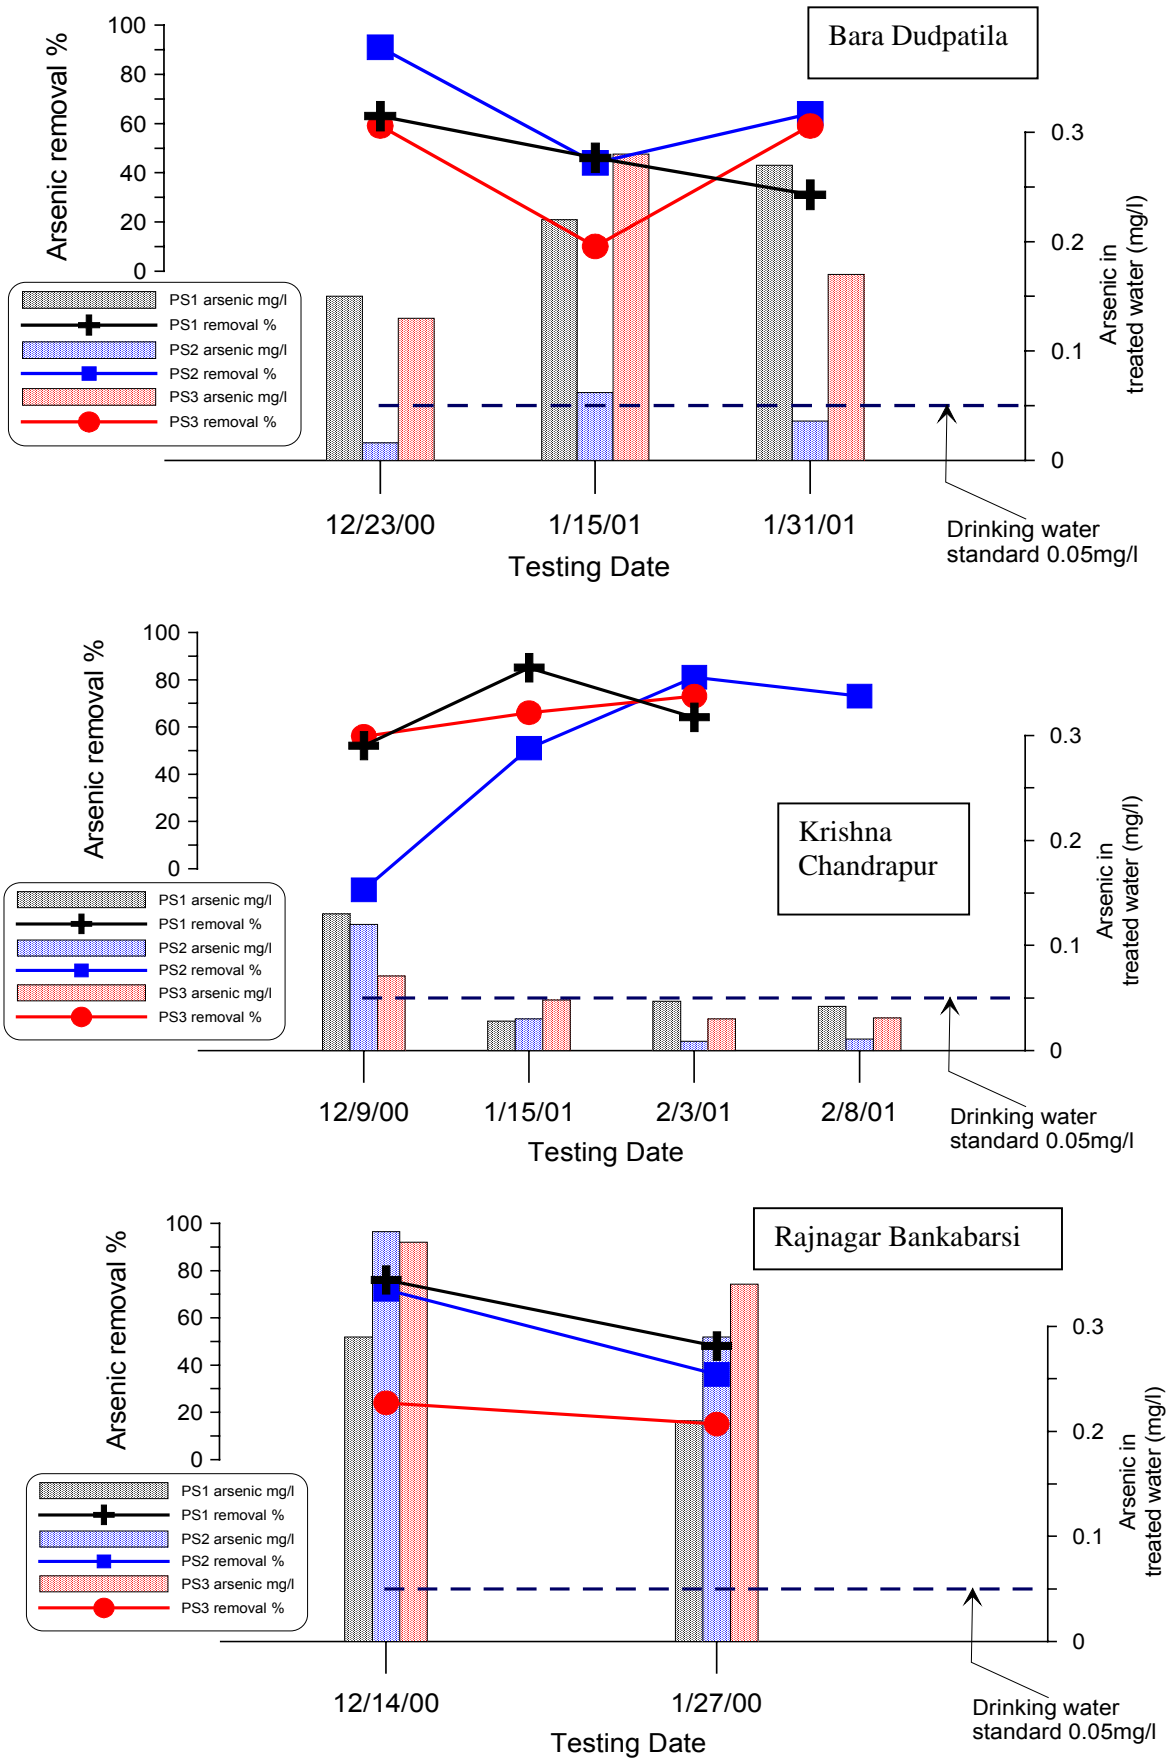 Bara Dudpatila
Arsenic removal %
100
80
60
40
20
0
PS1 arsenic mg/l
PS1 removal %
PS2 arsenic mg/l
PS2 removal %
PS3 arsenic mg/l
PS3 removal %
0.3
0.2
0.1
0
Arsenic in
treated water (mg/l)
12/23/00
1/15/01
1/31/01
Testing Date
Drinking water
standard 0.05mg/l
Arsenic removal %
100
80
60
40
20
0
Krishna
Chandrapur
PS1 arsenic mg/l
PS1 removal %
PS2 arsenic mg/l
PS2 removal %
PS3 arsenic mg/l
PS3 removal %
0.3
0.2
0.1
0
Arsenic in
treated water (mg/l)
12/9/00
1/15/01
2/3/01
2/8/01
Testing Date
Drinking water
standard 0.05mg/l
Rajnagar Bankabarsi
Arsenic removal %
100
80
60
40
20
0
PS1 arsenic mg/l
PS1 removal %
PS2 arsenic mg/l
PS2 removal %
PS3 arsenic mg/l
PS3 removal %
0.3
0.2
0.1
0
Arsenic in
treated water (mg/l)
12/14/00
1/27/00
Testing Date
Drinking water
standard 0.05mg/l